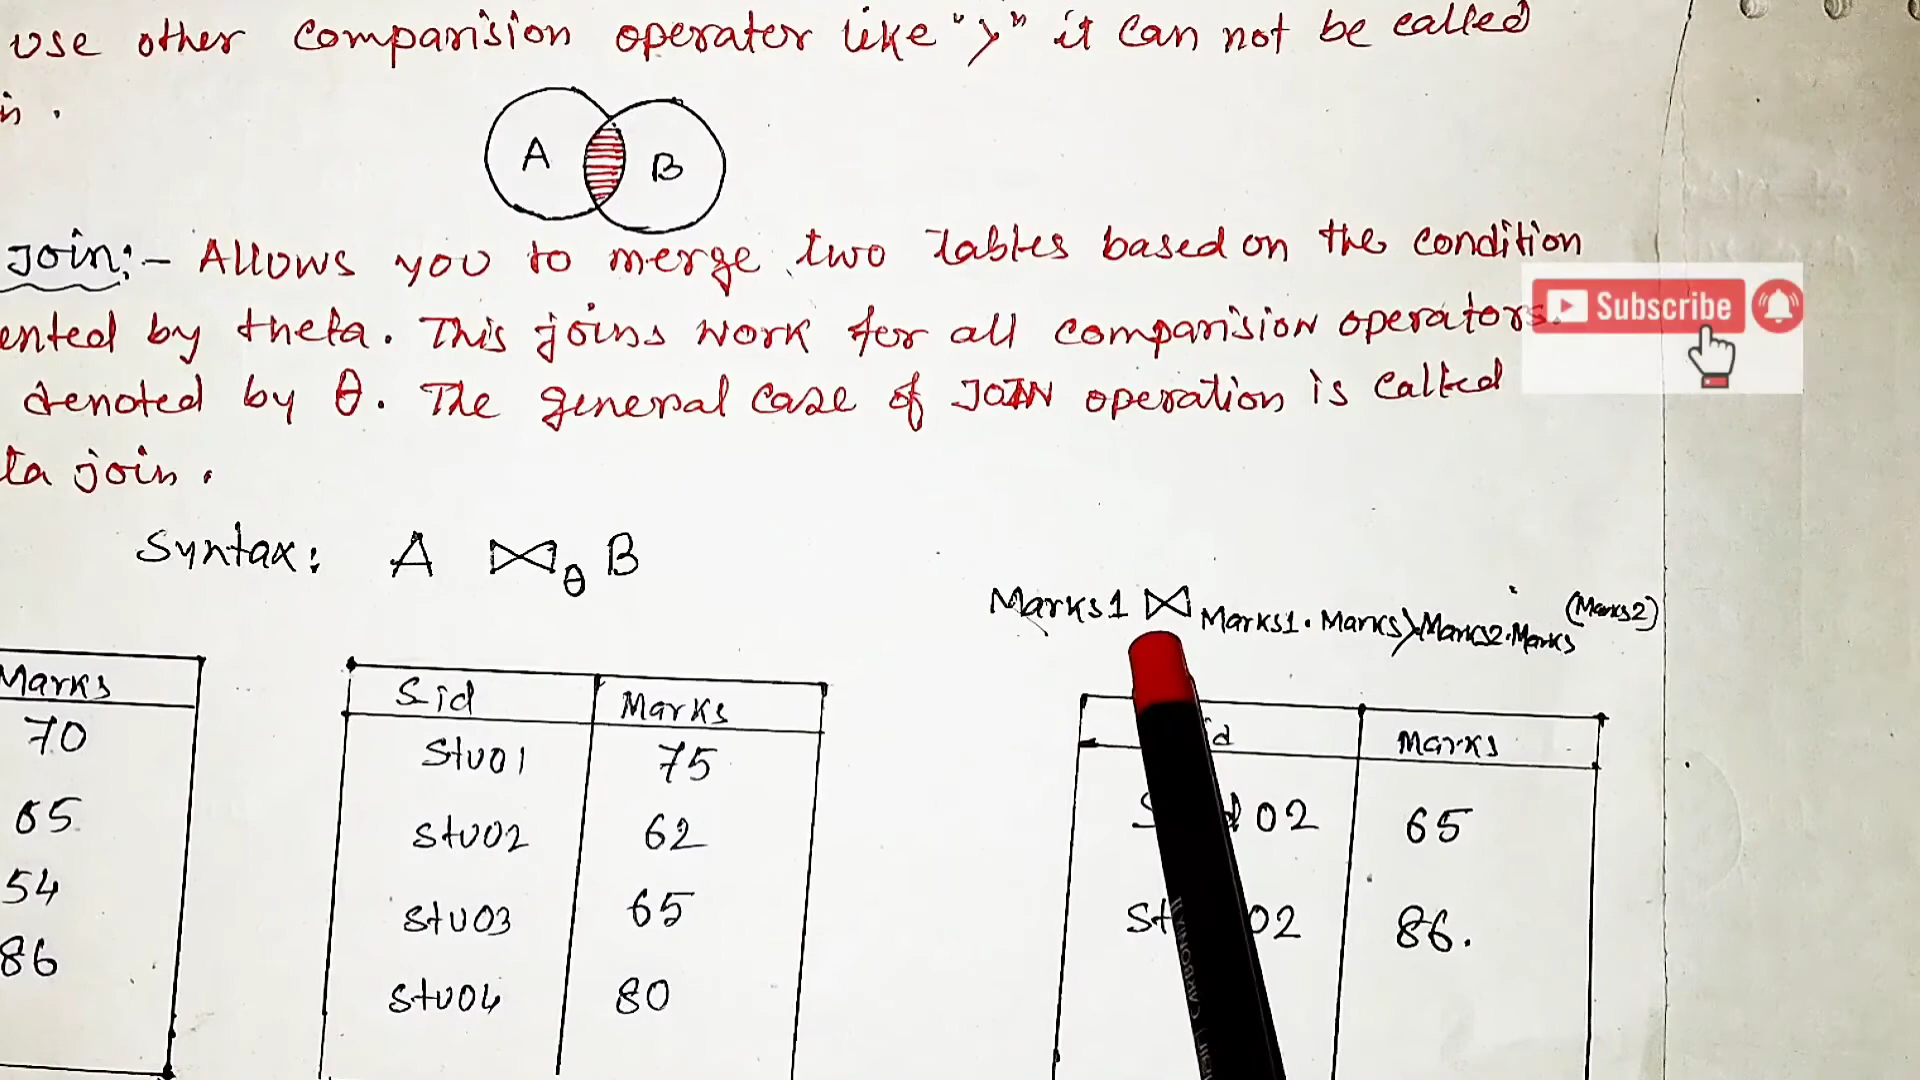 use other comparision operator like ">" it can not be called
in .
A B
Join:- Allows you to merge two tables based on the condition
ented by theta. This joins work for all comparision operators.
denoted by θ. The general case of JOIN operation is called
ta join.
Syntax: A ⋈θ B
Marks1 ⋈ Marks1.Marks>Marks2.Marks (Marks2)
Marks
70
65
54
86
Sid Marks
Stu01 75
Stu02 62
Stu03 65
Stu04 80
Marks
02 65
02 86.
Subscribe